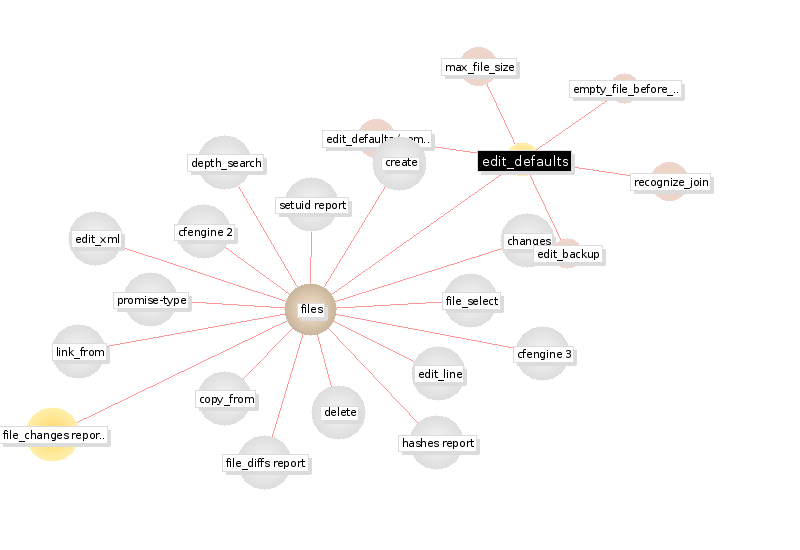 max_file_size
empty_file_before_..
edit_defaults
create
edit_defaults
depth_search
recognize_join
setuid report
cfengine 2
edit_xml
changes
edit_backup
promise-type
file_select
files
link_from
cfengine 3
edit_line
copy_from
delete
file_changes repor..
hashes report
file_diffs report